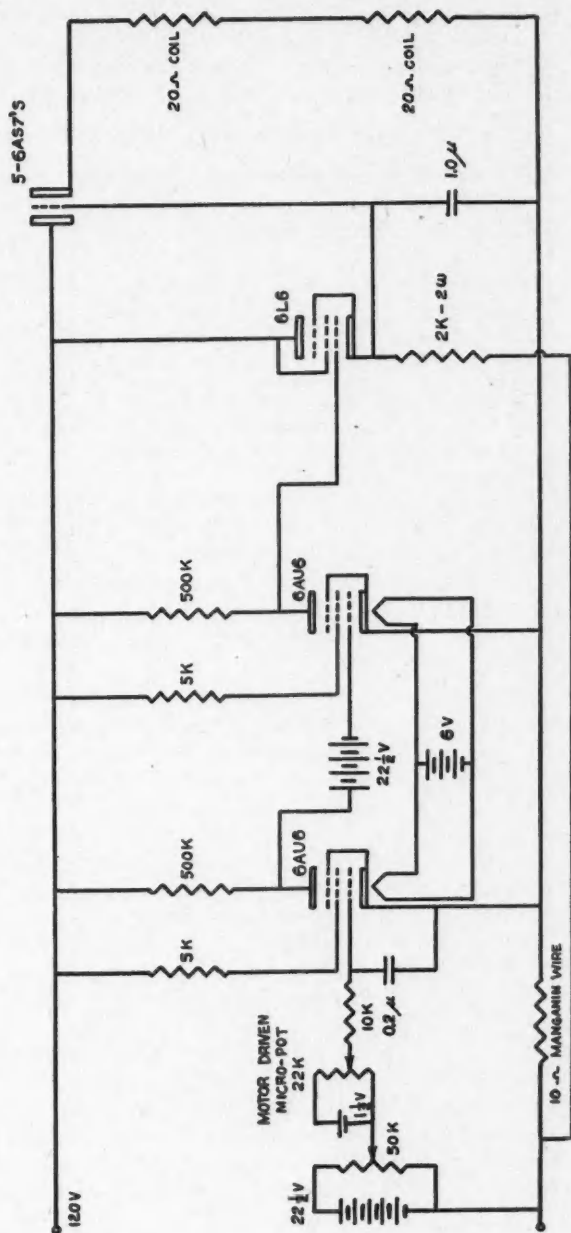 120V
5-6AS7'S
5K
500K
5K
500K
20Ω COIL
6AU6
6AU6
6L6
MOTOR DRIVEN
MICRO-POT
22K
22½V
1½V
10K
22½V
50K
0.2μ
6V
2K-2W
1.0μ
20Ω COIL
10Ω MANGANIN WIRE